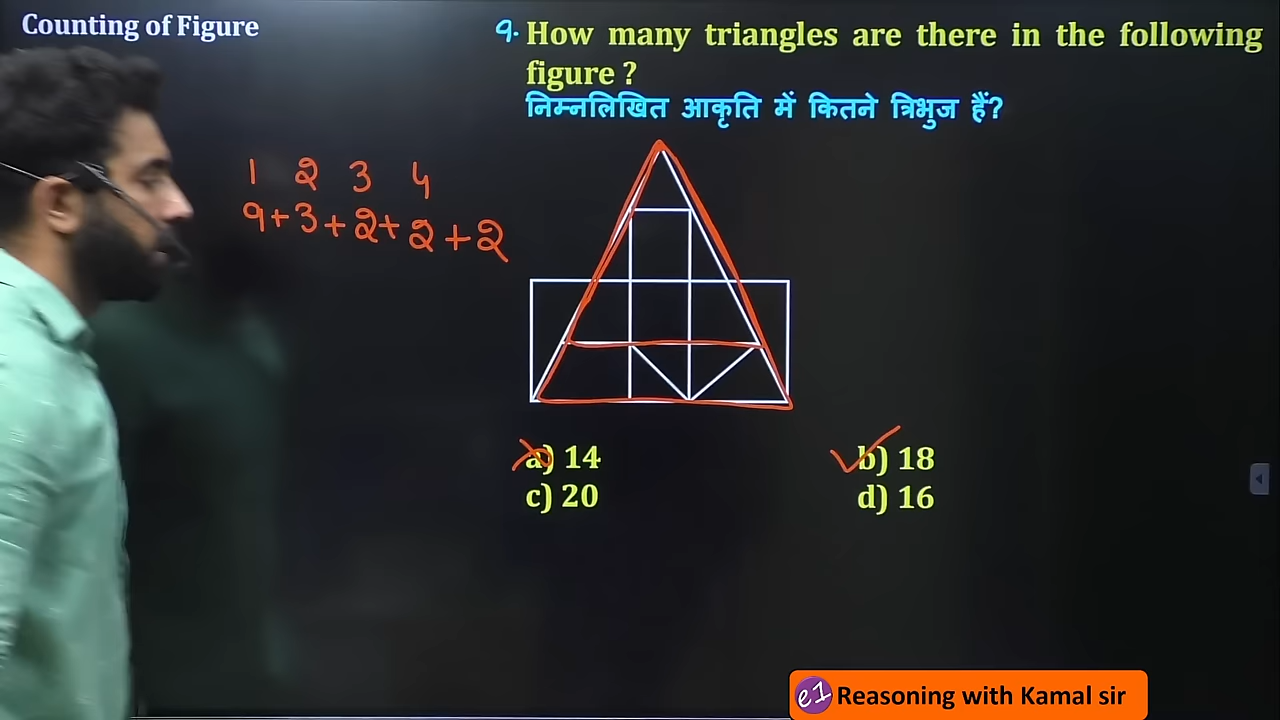 Counting of Figure
9. How many triangles are there in the following
figure ?
निम्नलिखित आकृति में कितने त्रिभुज हैं?
1 2 3 4
9+3+2+2+2
a) 14
b) 18
c) 20
d) 16
e1 Reasoning with Kamal sir